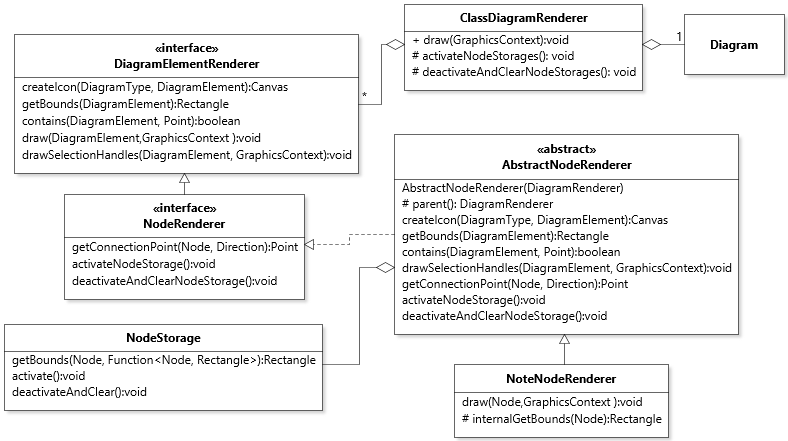 ClassDiagramRenderer
+ draw(GraphicsContext):void
# activateNodeStorages(): void
# deactivateAndClearNodeStorages(): void
1
Diagram
*
«interface»
DiagramElementRenderer
createIcon(DiagramType, DiagramElement):Canvas
getBounds(DiagramElement):Rectangle
contains(DiagramElement, Point):boolean
draw(DiagramElement,GraphicsContext ):void
drawSelectionHandles(DiagramElement, GraphicsContext):void
«abstract»
AbstractNodeRenderer
AbstractNodeRenderer(DiagramRenderer)
# parent(): DiagramRenderer
createIcon(DiagramType, DiagramElement):Canvas
getBounds(DiagramElement):Rectangle
contains(DiagramElement, Point):boolean
drawSelectionHandles(DiagramElement, GraphicsContext):void
getConnectionPoint(Node, Direction):Point
activateNodeStorage():void
deactivateAndClearNodeStorage():void
«interface»
NodeRenderer
getConnectionPoint(Node, Direction):Point
activateNodeStorage():void
deactivateAndClearNodeStorage():void
NodeStorage
getBounds(Node, Function<Node, Rectangle>):Rectangle
activate():void
deactivateAndClear():void
NoteNodeRenderer
draw(Node,GraphicsContext ):void
# internalGetBounds(Node):Rectangle